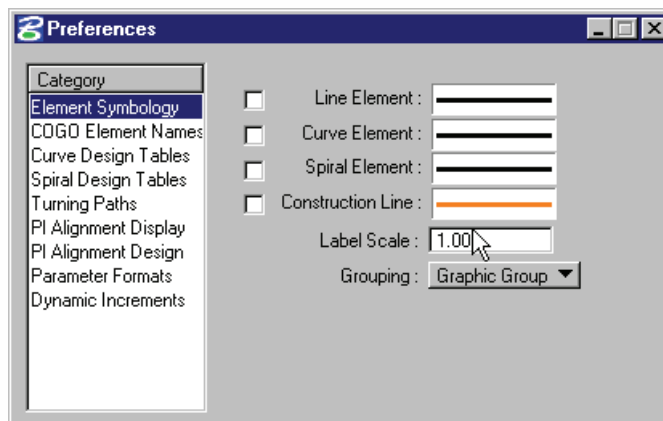 Preferences
Category
Element Symbology
COGO Element Names
Curve Design Tables
Spiral Design Tables
Turning Paths
PI Alignment Display
PI Alignment Design
Parameter Formats
Dynamic Increments
Line Element :
Curve Element :
Spiral Element :
Construction Line :
Label Scale : 1.00
Grouping : Graphic Group